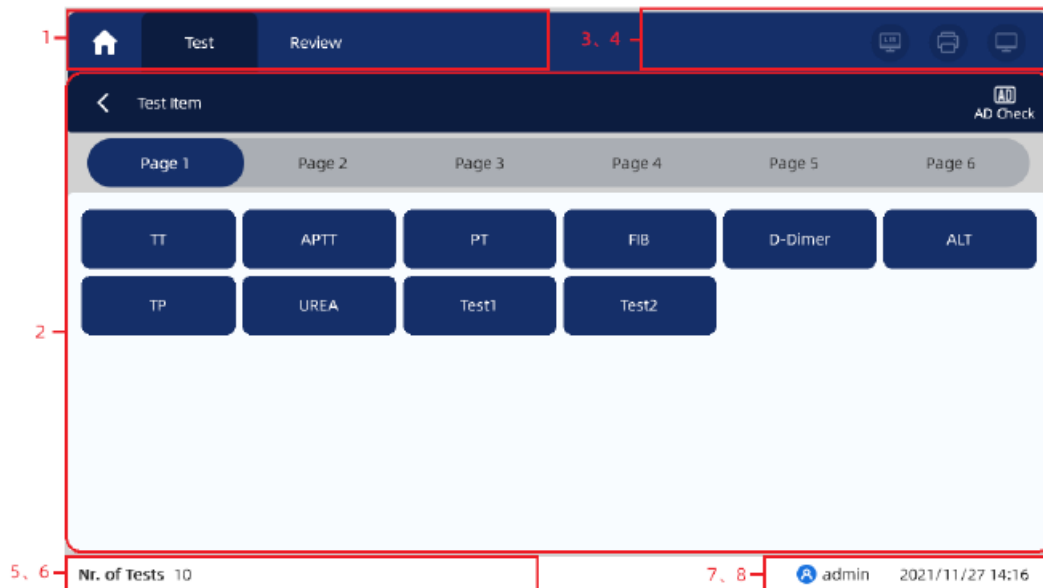 1 Test Review 3、4 LIS
Test Item AD
AD Check
Page 1 Page 2 Page 3 Page 4 Page 5 Page 6
TT APTT PT FIB D-Dimer ALT
TP UREA Test1 Test2
2
5、6 Nr. of Tests 10 7、8 admin 2021/11/27 14:16